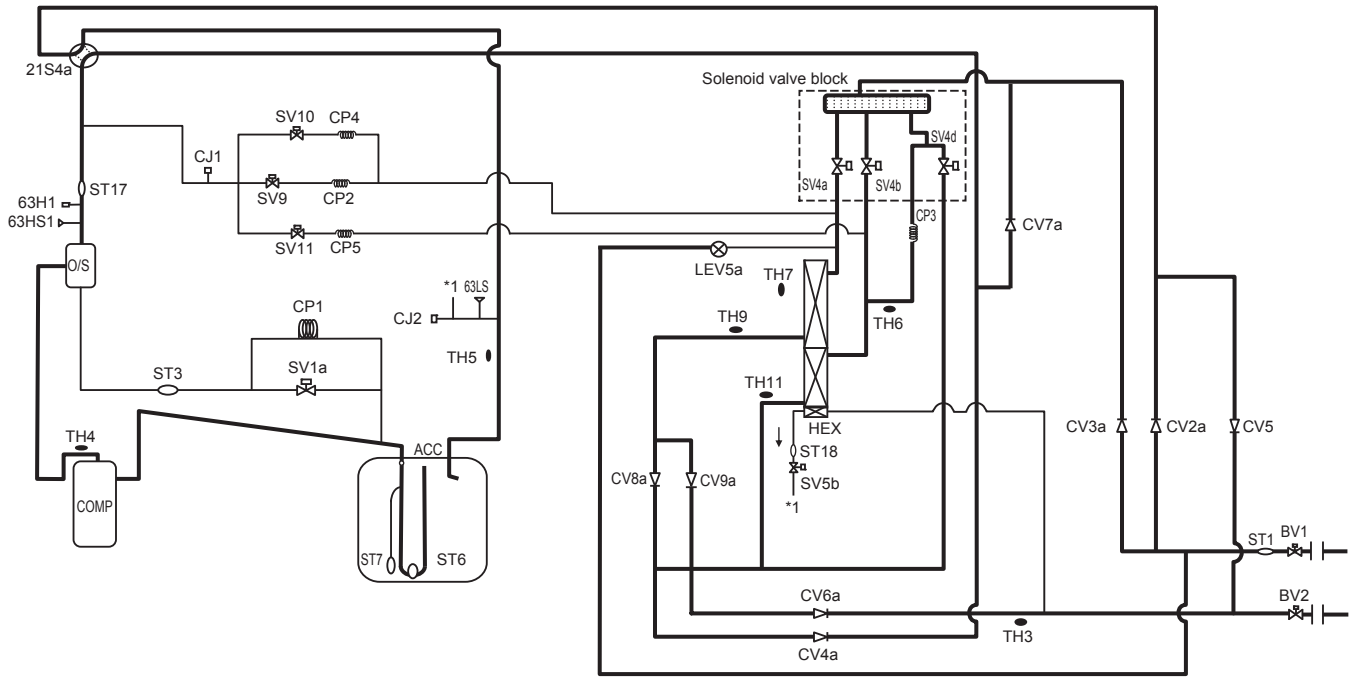 21S4a
Solenoid valve block
SV10
CP4
SV4d
CJ1
ST17
SV9
CP2
SV4a
SV4b
63H1
63HS1
CP3
SV11
CP5
CV7a
O/S
LEV5a
TH7
*1
63LS
CP1
CJ2
TH9
TH6
TH5
ST3
SV1a
TH11
HEX
CV3a
CV2a
CV5
TH4
ACC
ST18
CV8a
CV9a
SV5b
COMP
*1
ST7
ST6
ST1
BV1
CV6a
BV2
TH3
CV4a